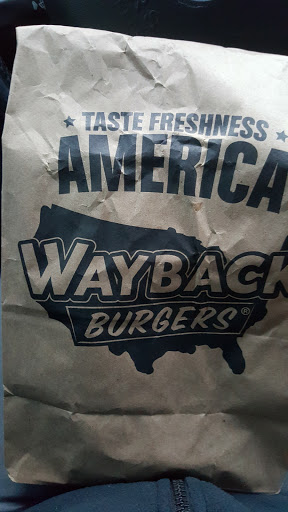 ★ TASTE FRESHNESS ★
AMERICA
WAYBACK
BURGERS®